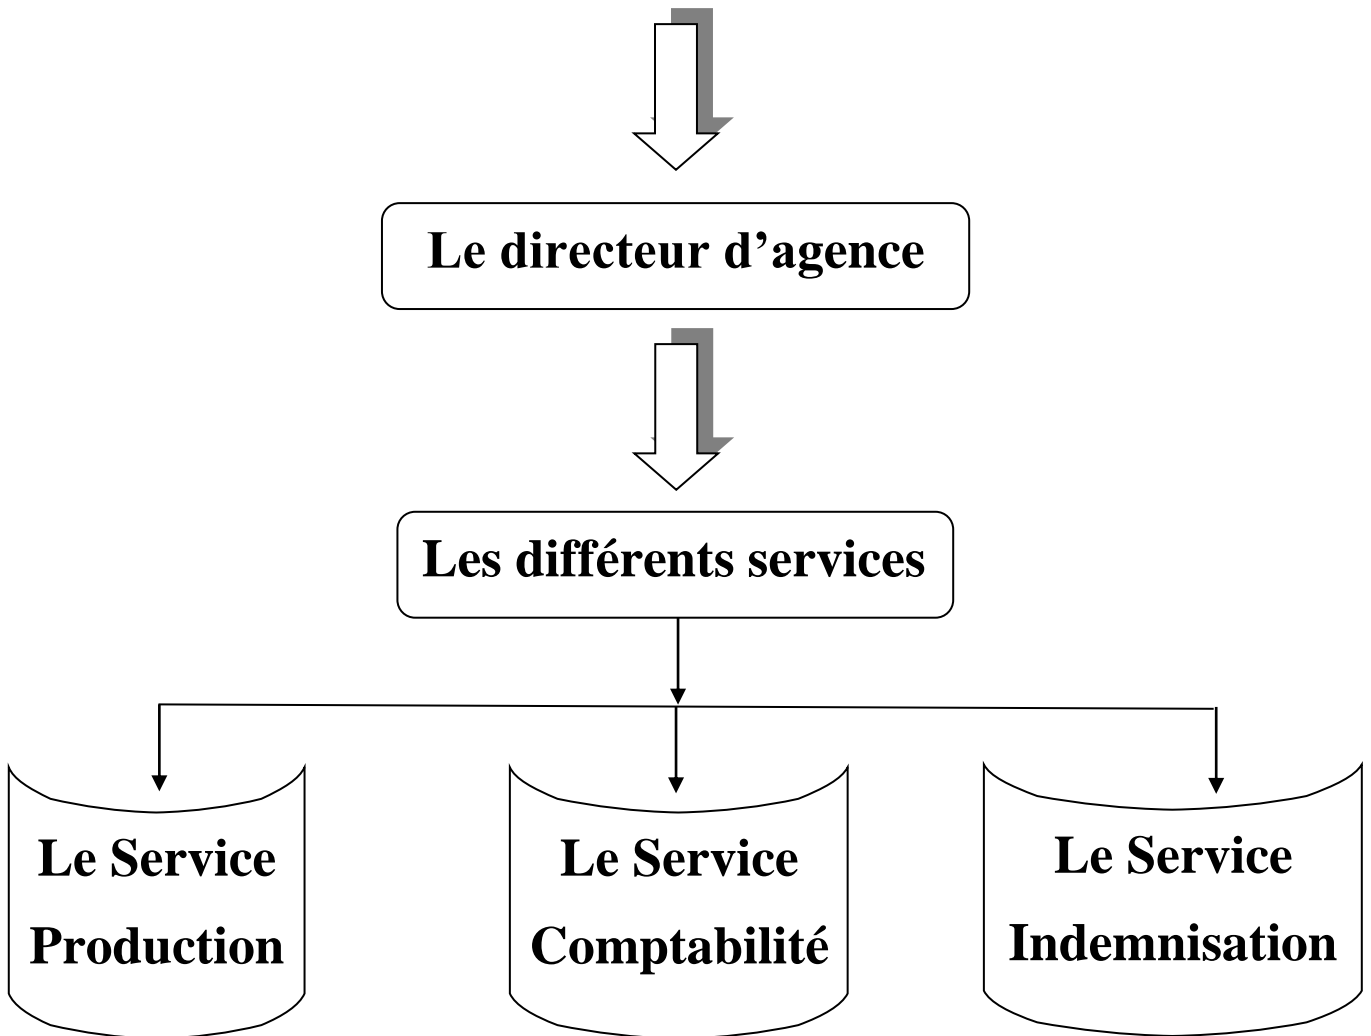 Le directeur d’agence
Les différents services
Le Service
Production
Le Service
Comptabilité
Le Service
Indemnisation